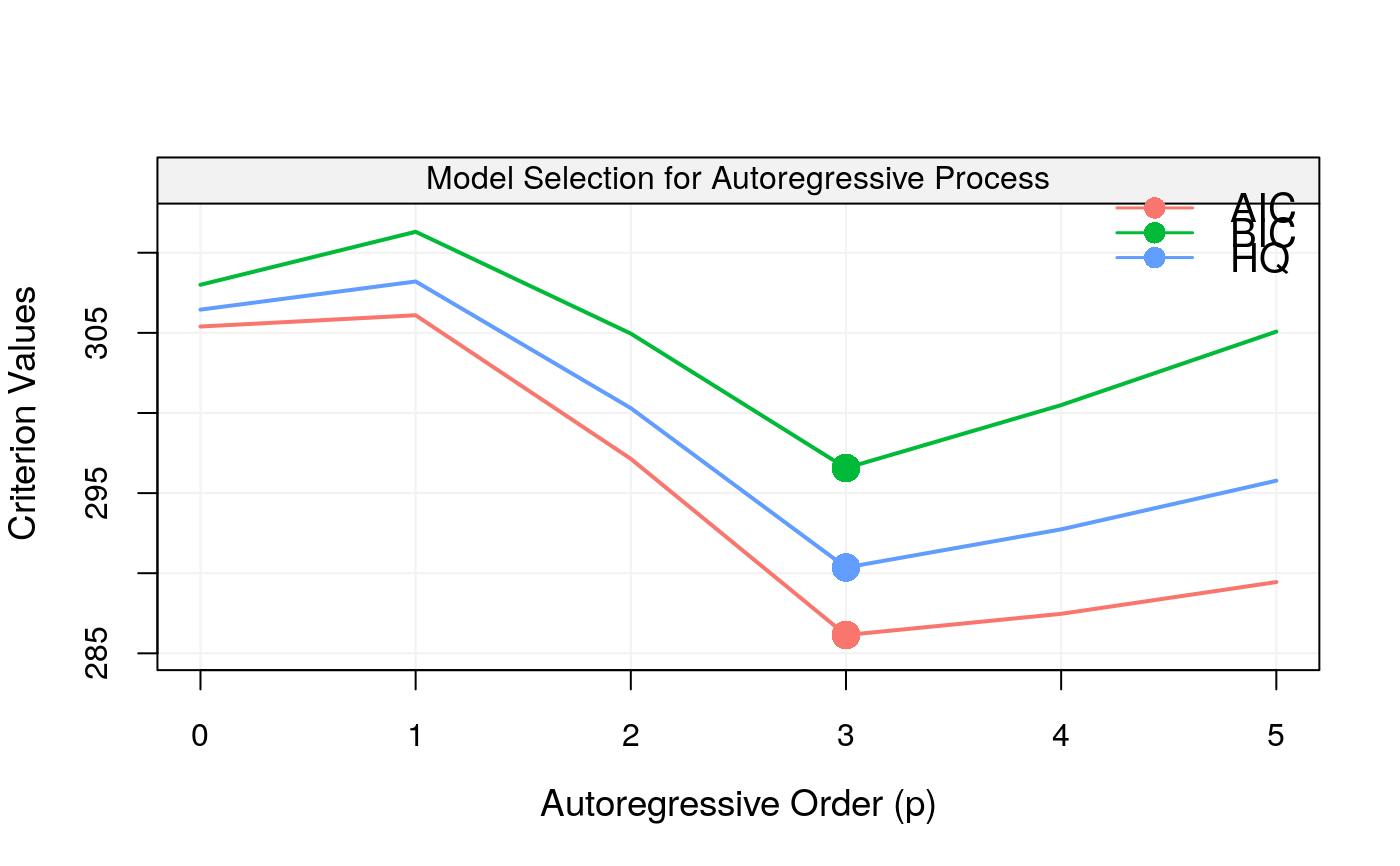 Model Selection for Autoregressive Process
AIC
BIC
HQ
Criterion Values
305
295
285
0 1 2 3 4 5
Autoregressive Order (p)